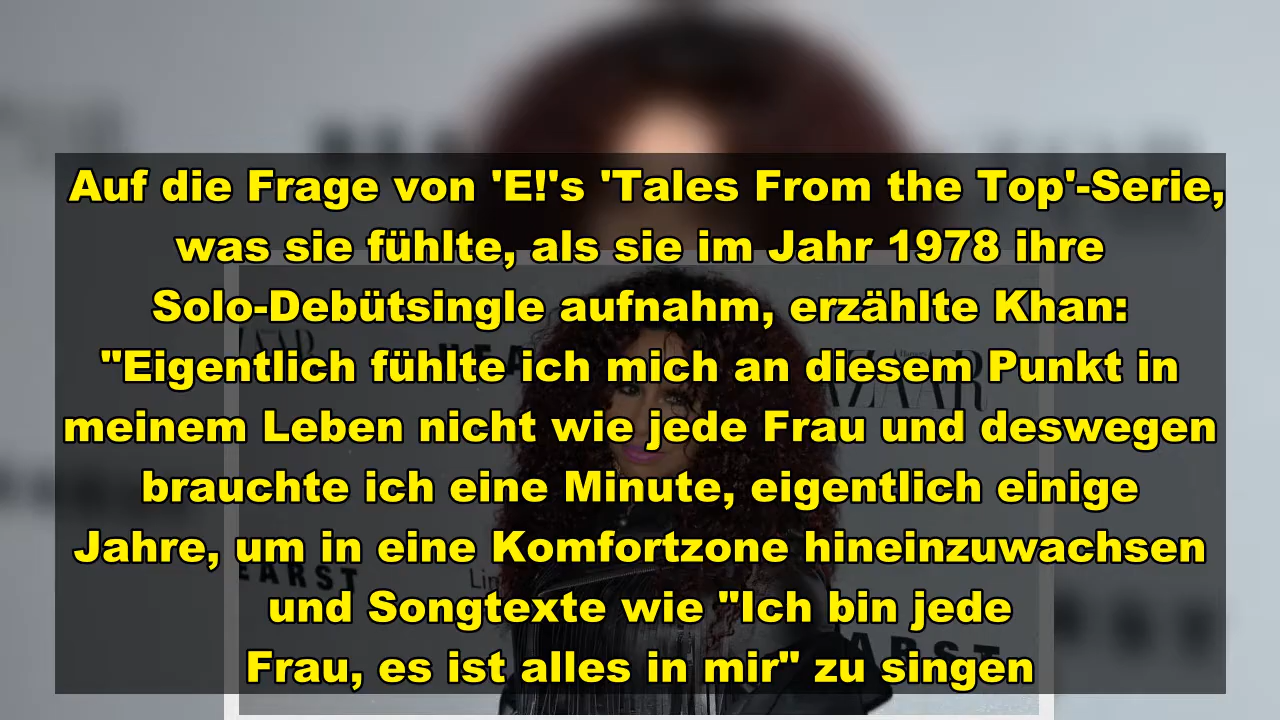 Auf die Frage von 'E!'s 'Tales From the Top'-Serie,
was sie fühlte, als sie im Jahr 1978 ihre
Solo-Debütsingle aufnahm, erzählte Khan:
"Eigentlich fühlte ich mich an diesem Punkt in
meinem Leben nicht wie jede Frau und deswegen
brauchte ich eine Minute, eigentlich einige
Jahre, um in eine Komfortzone hineinzuwachsen
und Songtexte wie "Ich bin jede
Frau, es ist alles in mir" zu singen